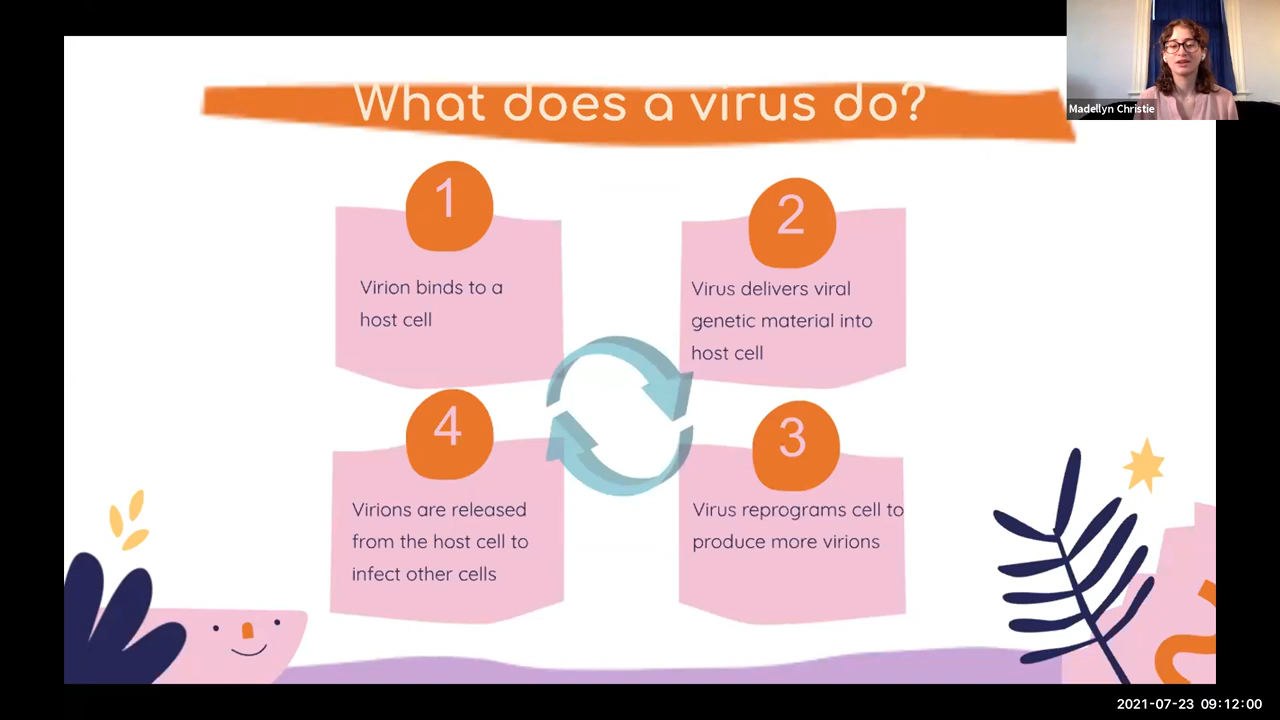 What does a virus do?
Madellyn Christie
1
Virion binds to a
host cell
2
Virus delivers viral
genetic material into
host cell
3
Virus reprograms cell to
produce more virions
4
Virions are released
from the host cell to
infect other cells
2021-07-23 09:12:00